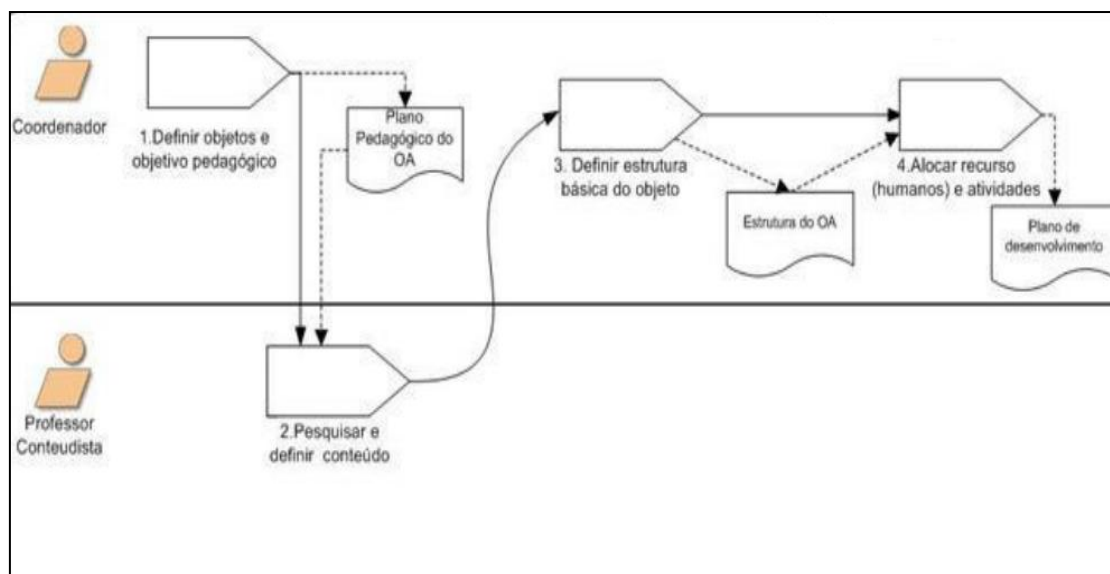 Coordenador
1.Definir objetos e
objetivo pedagógico
Plano
Pedagógico do
OA
3. Definir estrutura
básica do objeto
Estrutura do OA
4.Alocar recurso
(humanos) e atividades
Plano de
desenvolvimento
Professor
Conteudista
2.Pesquisar e
definir conteúdo